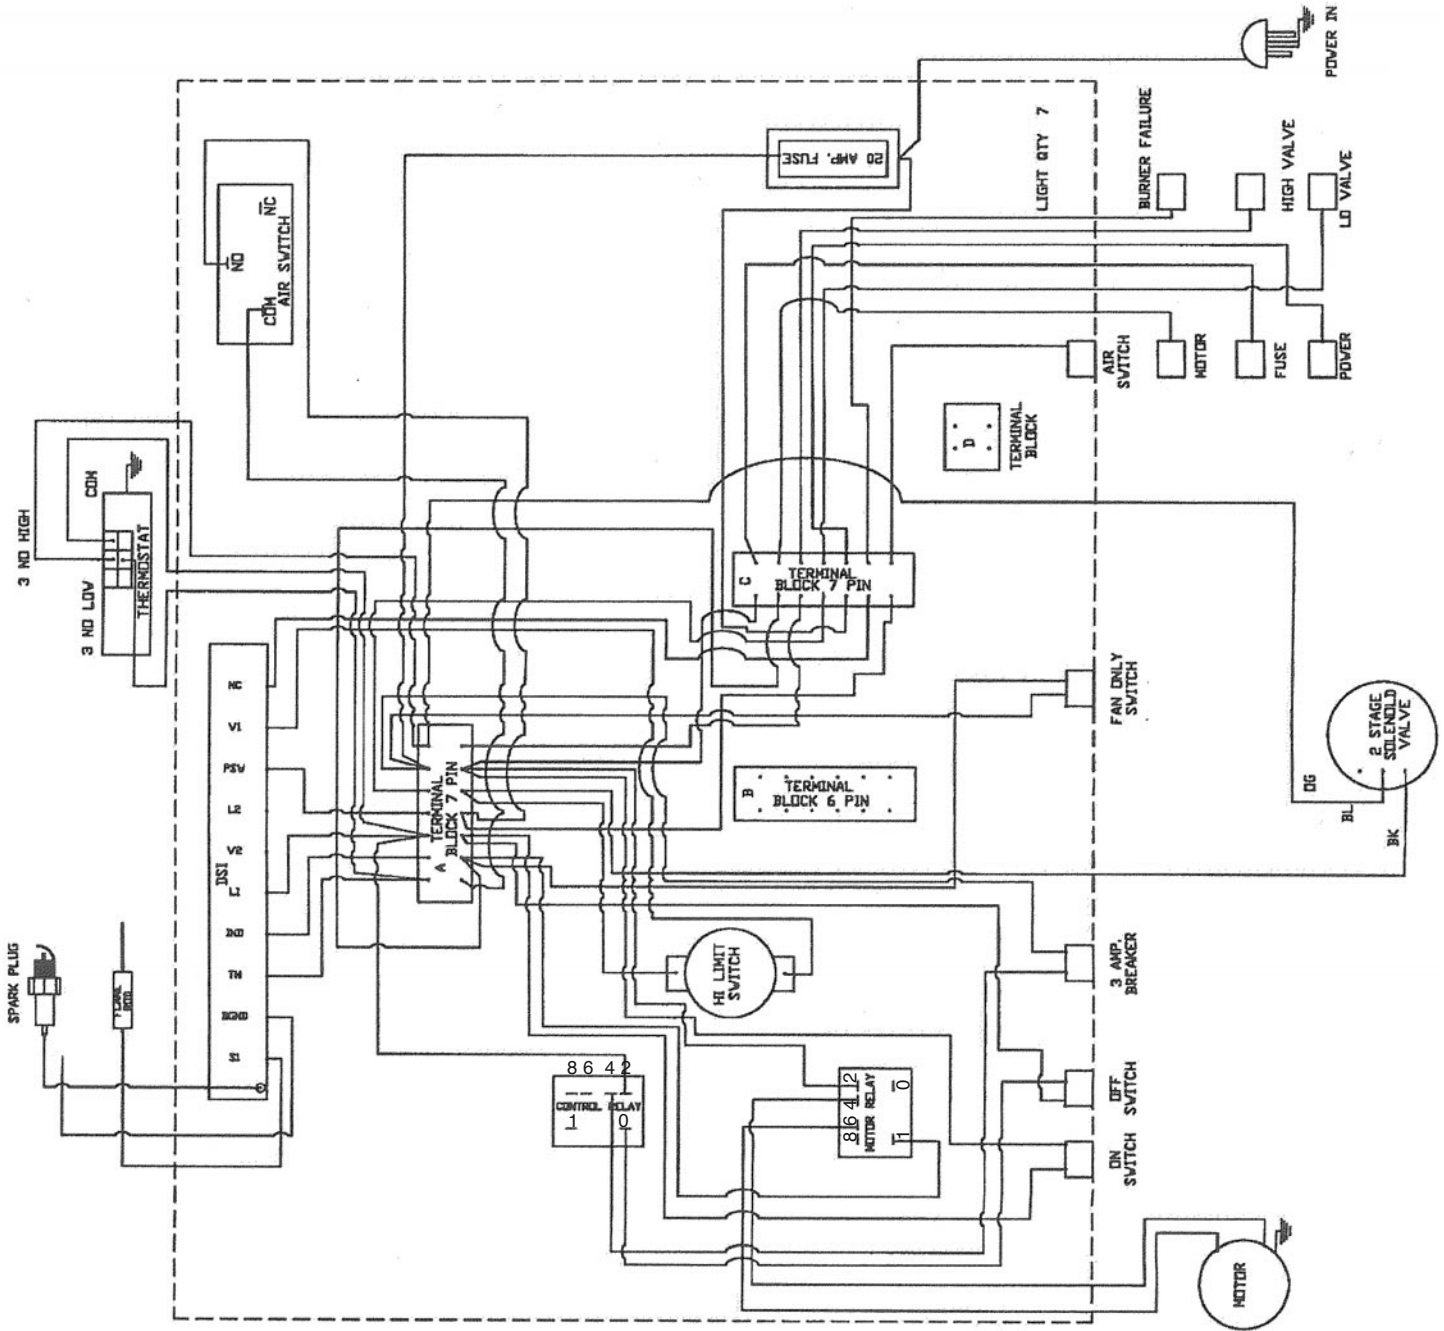 POWER IN
20 AMP. FUSE
LIGHT QTY 7
BURNER FAILURE
HIGH VALVE
LO VALVE
AIR
SWITCH
MOTOR
FUSE
POWER
NO
NC
COM
AIR SWITCH
3 NO HIGH
COM
3 NO LOW
THERMOSTAT
D
TERMINAL
BLOCK
C
TERMINAL
BLOCK 7 PIN
FAN ONLY
SWITCH
2 STAGE
SOLENOLD
VALVE
OG
BL
BK
B
TERMINAL
BLOCK 6 PIN
A
TERMINAL
BLOCK 7 PIN
DSI
NC
V1
PSW
L2
V2
L1
IND
TH
BGND
S1
SPARK PLUG
HI LIMIT
SWITCH
3 AMP.
BREAKER
8 6 4 2
CONTROL RELAY
1 0
2 4 6 8
MOTOR RELAY
0 1
OFF
SWITCH
ON
SWITCH
MOTOR